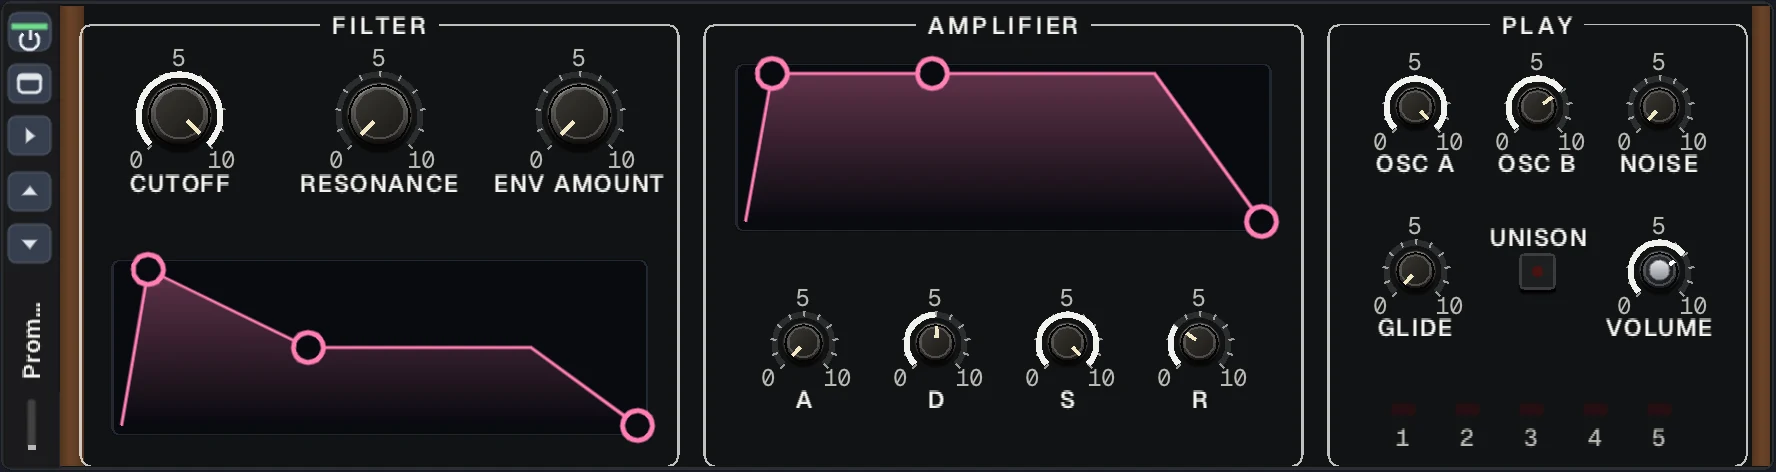 FILTER
5 5 5
0 10 0 10 0 10
CUTOFF RESONANCE ENV AMOUNT
AMPLIFIER
5 5 5 5
0 10 0 10 0 10 0 10
A D S R
PLAY
5 5 5
0 10 0 10 0 10
OSC A OSC B NOISE
5 UNISON 5
0 10 0 10
GLIDE VOLUME
1 2 3 4 5
Prom...